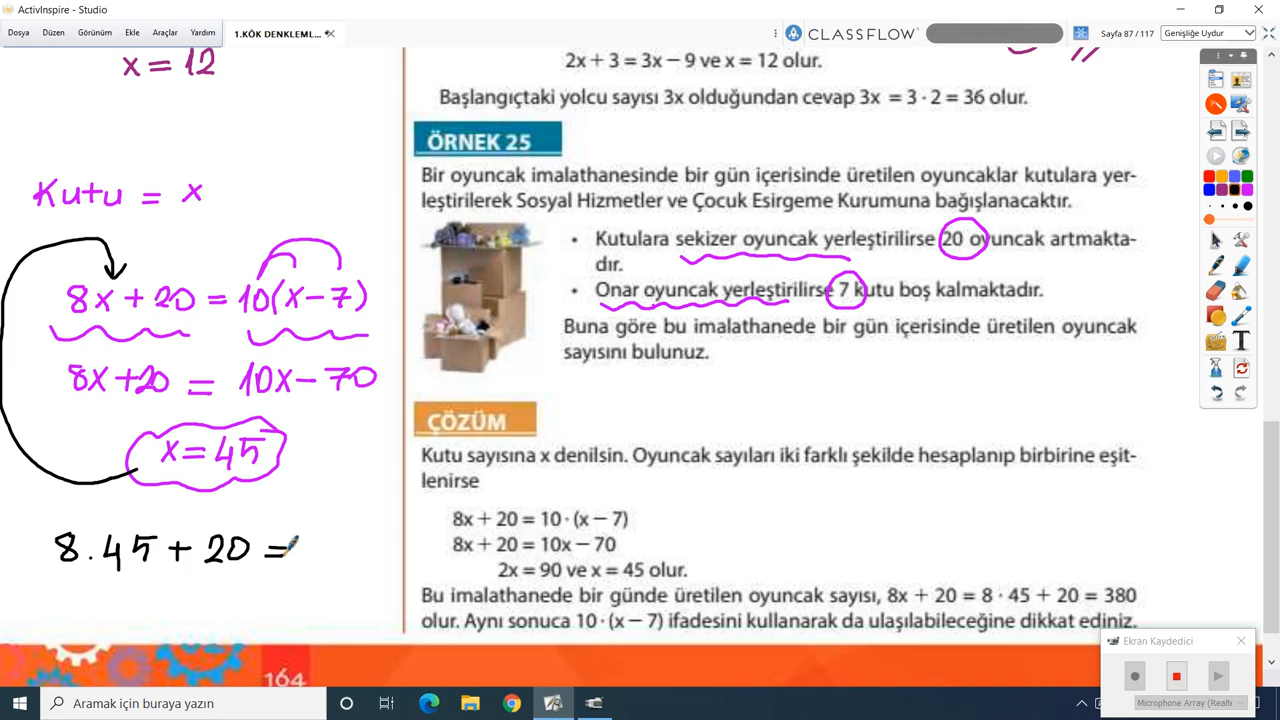 ActivInspire - Studio
Dosya Düzen Görünüm Ekle Araçlar Yardım
1.KÖK DENKLEML...
CLASSFLOW
Sayfa 87 / 117
Genişliğe Uydur
x = 12
2x + 3 = 3x − 9 ve x = 12 olur.
Başlangıçtaki yolcu sayısı 3x olduğundan cevap 3x = 3 · 2 = 36 olur.
ÖRNEK 25
Bir oyuncak imalathanesinde bir gün içerisinde üretilen oyuncaklar kutulara yer-
leştirilerek Sosyal Hizmetler ve Çocuk Esirgeme Kurumuna bağışlanacaktır.
• Kutulara sekizer oyuncak yerleştirilirse 20 oyuncak artmakta-
dır.
• Onar oyuncak yerleştirilirse 7 kutu boş kalmaktadır.
Buna göre bu imalathanede bir gün içerisinde üretilen oyuncak
sayısını bulunuz.
Kutu = x
8x + 20 = 10(x − 7)
8x + 20 = 10x − 70
x = 45
8 . 45 + 20 =
ÇÖZÜM
Kutu sayısına x denilsin. Oyuncak sayıları iki farklı şekilde hesaplanıp birbirine eşit-
lenirse
8x + 20 = 10 · (x − 7)
8x + 20 = 10x − 70
2x = 90 ve x = 45 olur.
Bu imalathanede bir günde üretilen oyuncak sayısı, 8x + 20 = 8 · 45 + 20 = 380
olur. Aynı sonuca 10 · (x − 7) ifadesini kullanarak da ulaşılabileceğine dikkat ediniz.
164
Ekran Kaydedici
Microphone Array (Realt
Aramak için buraya yazın